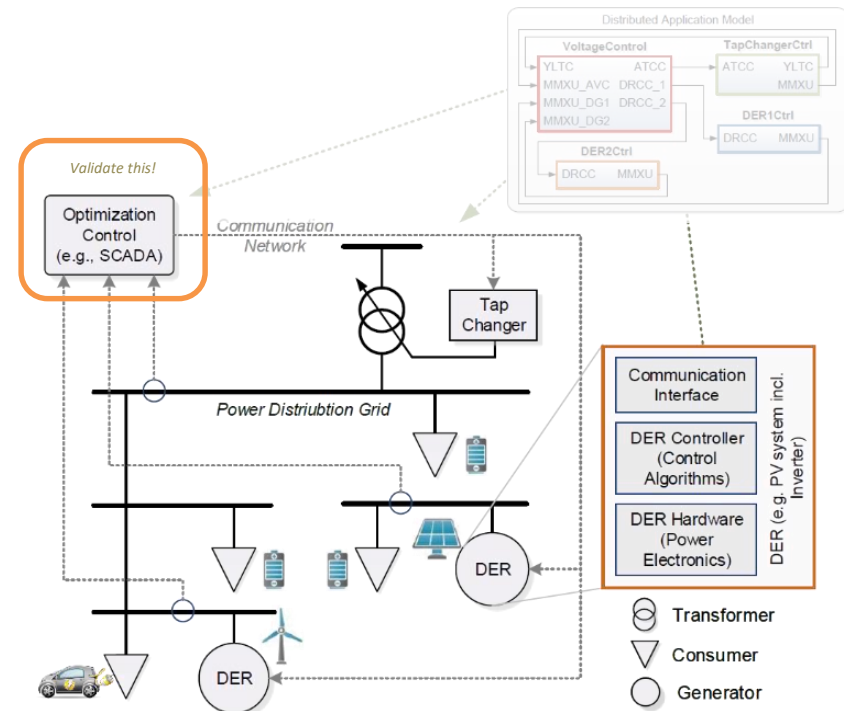 Distributed Application Model
VoltageControl
TapChangerCtrl
YLTC ATCC
MMXU_AVC DRCC_1
MMXU_DG1 DRCC_2
MMXU_DG2
ATCC YLTC
MMXU
DER1Ctrl
DRCC MMXU
DER2Ctrl
DRCC MMXU
Validate this!
Optimization
Control
(e.g., SCADA)
Communication
Network
Tap
Changer
Power Distriubtion Grid
Communication
Interface
DER Controller
(Control
Algorithms)
DER Hardware
(Power
Electronics)
DER (e.g. PV system incl.
Inverter)
DER
DER
Transformer
Consumer
Generator